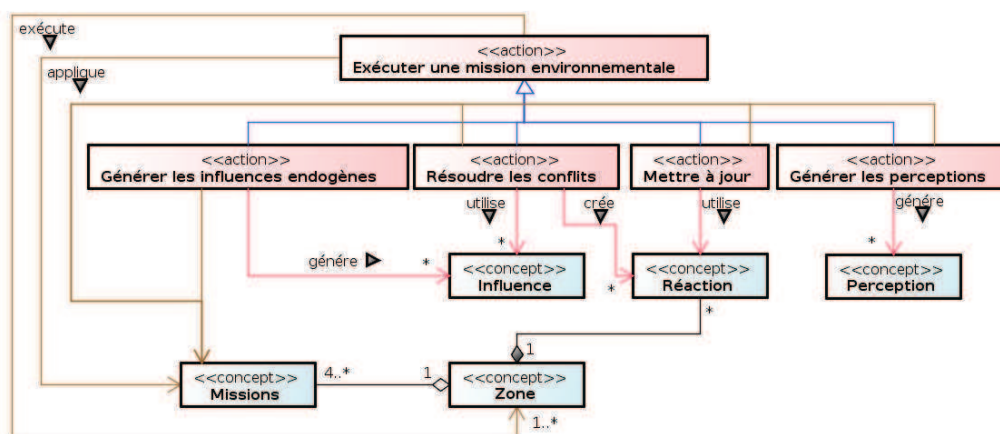 exécute
<<action>>
Exécuter une mission environnementale
applique
<<action>>
Générer les influences endogènes
<<action>>
Résoudre les conflits
<<action>>
Mettre à jour
<<action>>
Générer les perceptions
utilise
crée
utilise
génére
*
*
génére
*
*
<<concept>>
Influence
<<concept>>
Réaction
<<concept>>
Perception
*
1
<<concept>>
Missions
4..*
1
<<concept>>
Zone
1..*